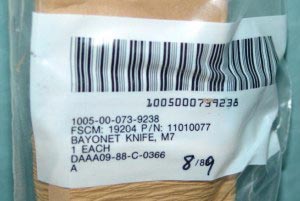 1005000739238
1005-00-073-9238
FSCM: 19204 P/N: 11010077
BAYONET KNIFE, M7
1 EACH
DAAA09-88-C-0366
A 8/89